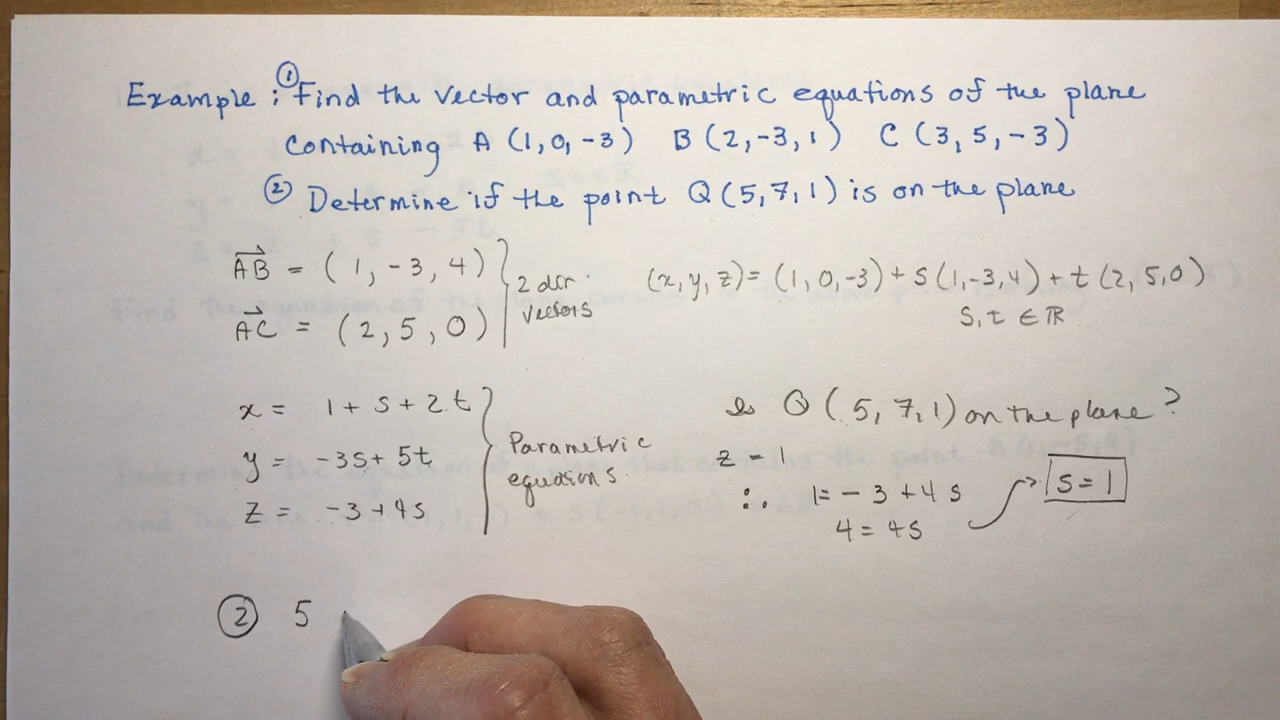 Example : ① Find the vector and parametric equations of the plane
containing A (1, 0, -3) B (2, -3, 1) C (3, 5, -3)
② Determine if the point Q (5, 7, 1) is on the plane
AB = (1, -3, 4)
AC = (2, 5, 0)
2 dir vectors
(x, y, z) = (1, 0, -3) + s (1, -3, 4) + t (2, 5, 0)
s, t ∈ ℝ
x = 1 + s + 2t
y = -3s + 5t
z = -3 + 4s
Parametric
equations
Is Q (5, 7, 1) on the plane ?
z = 1
∴ 1 = -3 + 4s
4 = 4s
s = 1
② 5